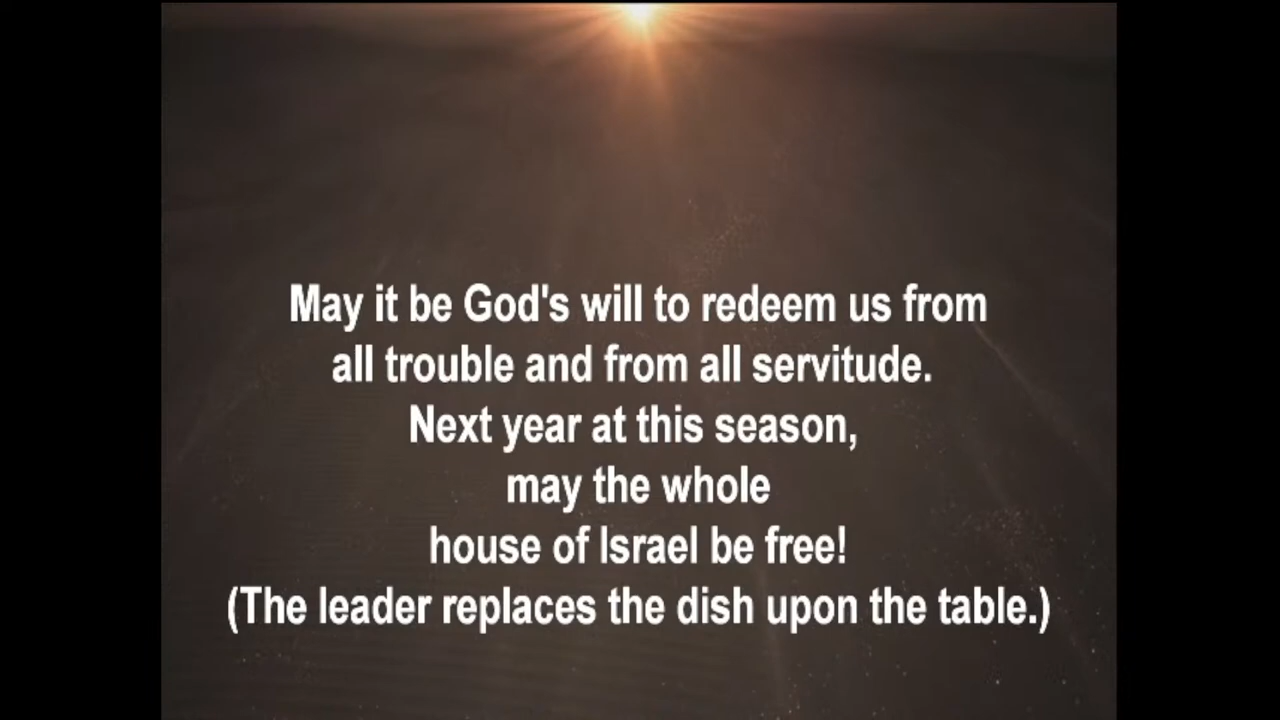 May it be God's will to redeem us from
all trouble and from all servitude.
Next year at this season,
may the whole
house of Israel be free!
(The leader replaces the dish upon the table.)